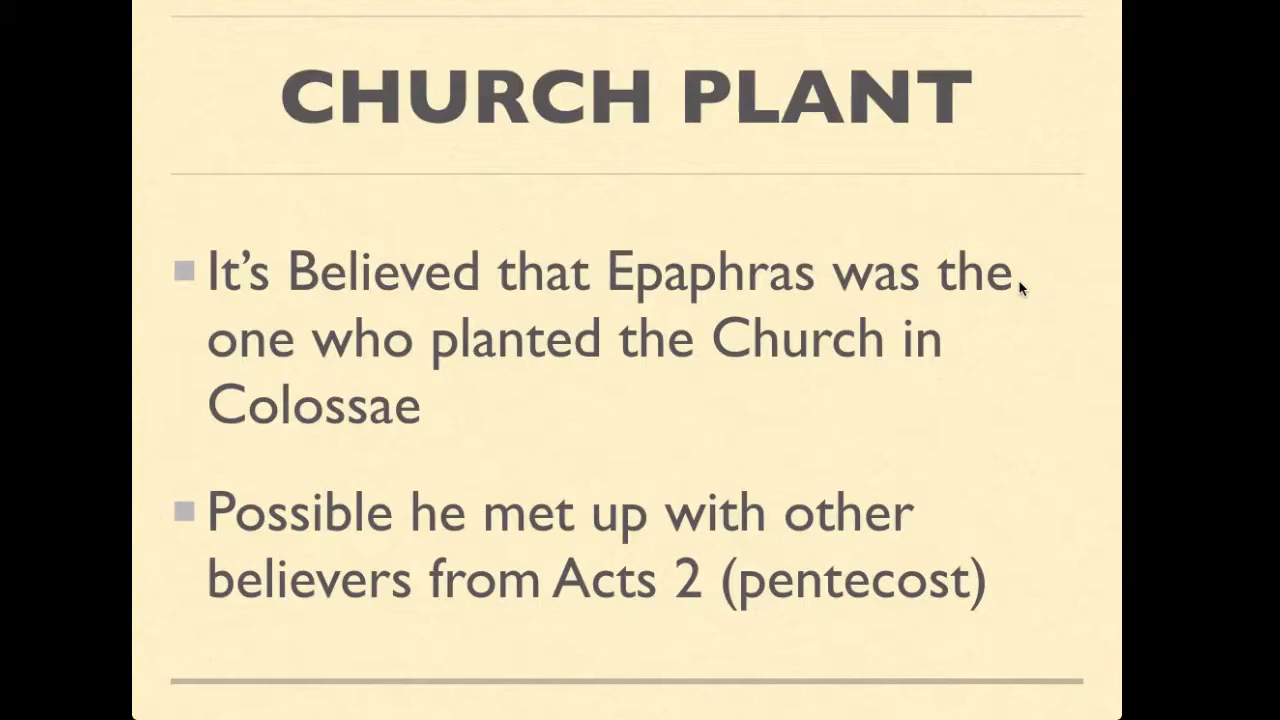 CHURCH PLANT
It's Believed that Epaphras was the
one who planted the Church in
Colossae
Possible he met up with other
believers from Acts 2 (pentecost)